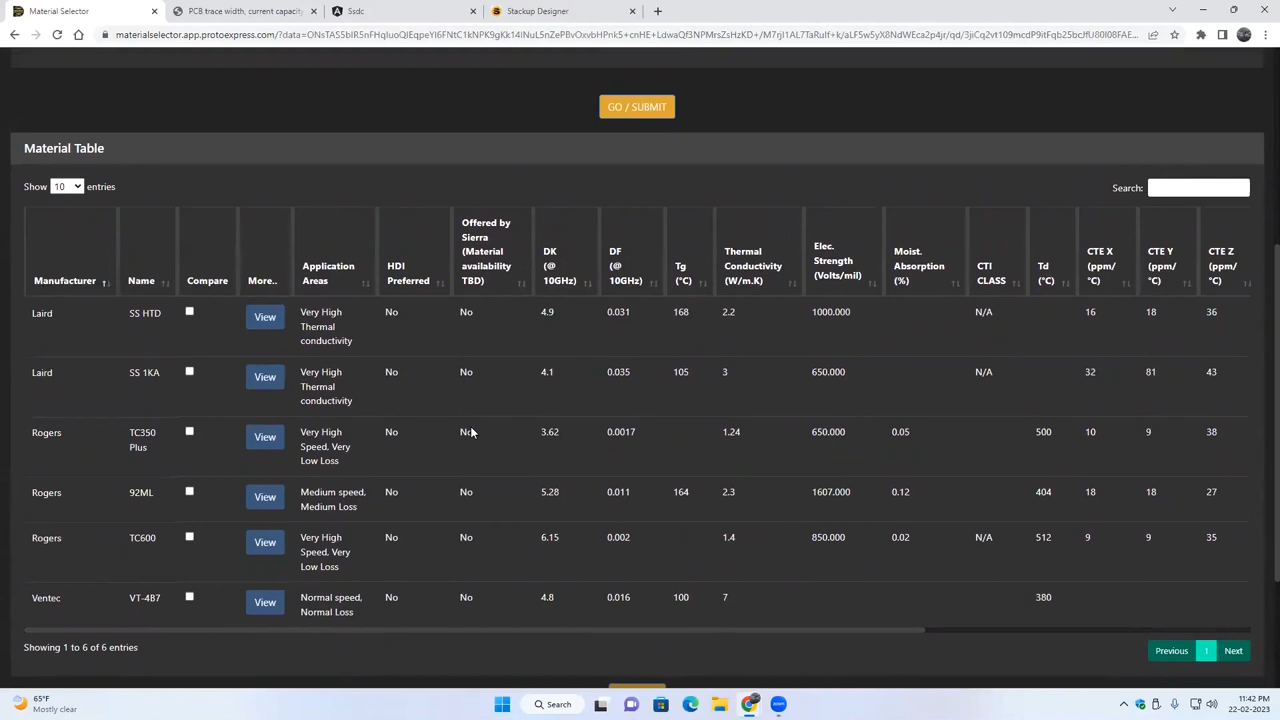 Material Selector
PCB trace width, current capacity
Ssdc
Stackup Designer
materialselector.app.protoexpress.com/?data=
GO / SUBMIT
Material Table
Show 10 entries
Search:
Manufacturer Name Compare More.. Application Areas HDI Preferred Offered by Sierra (Material availability TBD) DK (@ 10GHz) DF (@ 10GHz) Tg (°C) Thermal Conductivity (W/m.K) Elec. Strength (Volts/mil) Moist. Absorption (%) CTI CLASS Td (°C) CTE X (ppm/ °C) CTE Y (ppm/ °C) CTE Z (ppm/ °C)
Laird SS HTD View Very High Thermal conductivity No No 4.9 0.031 168 2.2 1000.000 N/A 16 18 36
Laird SS 1KA View Very High Thermal conductivity No No 4.1 0.035 105 3 650.000 N/A 32 81 43
Rogers TC350 Plus View Very High Speed, Very Low Loss No No 3.62 0.0017 1.24 650.000 0.05 500 10 9 38
Rogers 92ML View Medium speed, Medium Loss No No 5.28 0.011 164 2.3 1607.000 0.12 404 18 18 27
Rogers TC600 View Very High Speed, Very Low Loss No No 6.15 0.002 1.4 850.000 0.02 N/A 512 9 9 35
Ventec VT-4B7 View Normal speed, Normal Loss No No 4.8 0.016 100 7 380
Showing 1 to 6 of 6 entries
Previous 1 Next
65°F
Mostly clear
Search
zoom
11:42 PM
22-02-2023